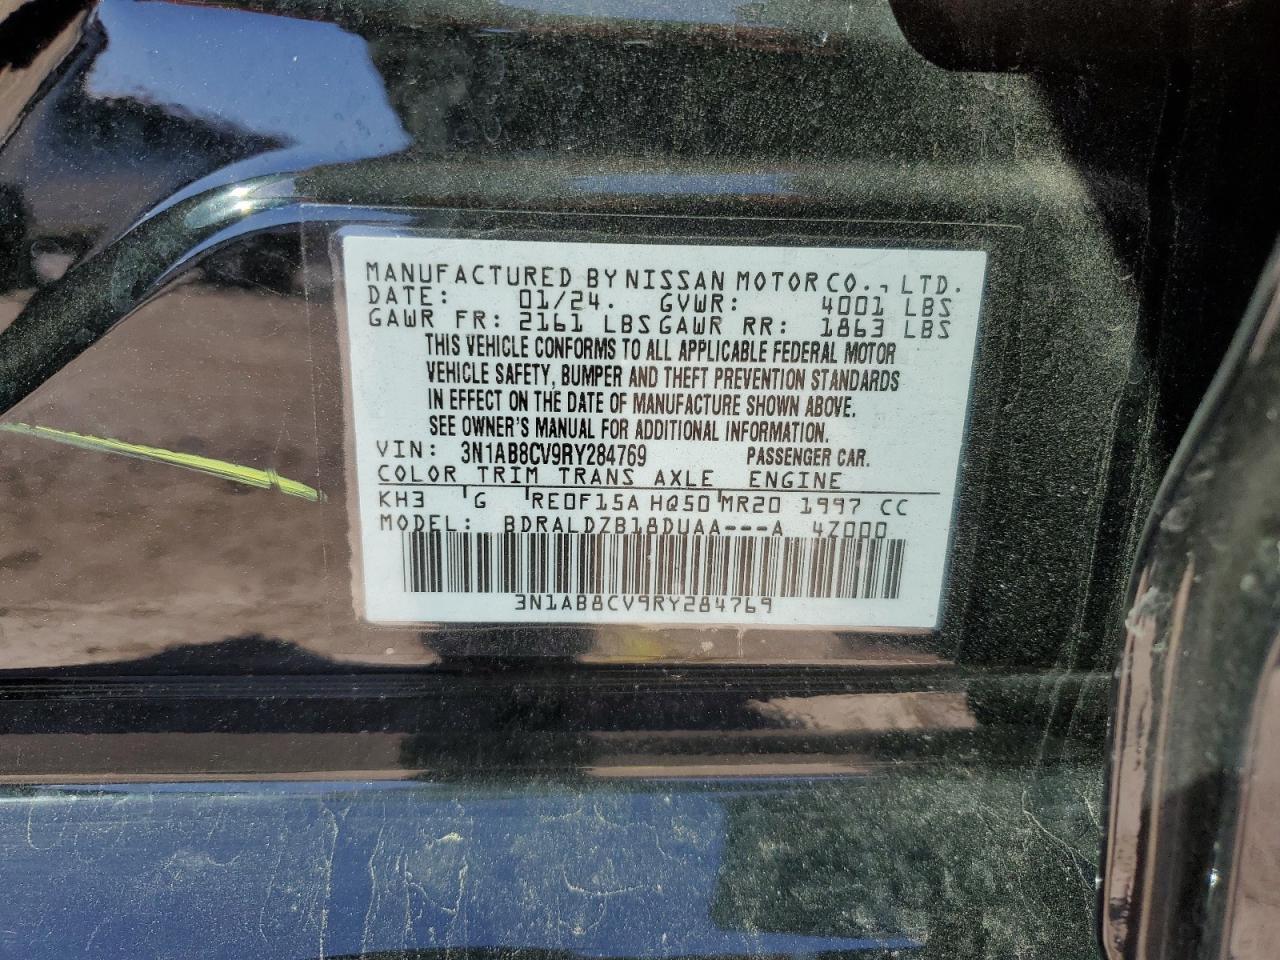 MANUFACTURED BY NISSAN MOTOR CO., LTD.
DATE: 01/24. GVWR: 4001 LBS
GAWR FR: 2161 LBS GAWR RR: 1863 LBS
THIS VEHICLE CONFORMS TO ALL APPLICABLE FEDERAL MOTOR
VEHICLE SAFETY, BUMPER AND THEFT PREVENTION STANDARDS
IN EFFECT ON THE DATE OF MANUFACTURE SHOWN ABOVE.
SEE OWNER'S MANUAL FOR ADDITIONAL INFORMATION.
VIN: 3N1AB8CV9RY284769 PASSENGER CAR.
COLOR TRIM TRANS AXLE ENGINE
KH3 G RE0F15A HQ50 MR20 1997 CC
MODEL: BDRALDZB18DUAA---A 4Z000
3N1AB8CV9RY284769